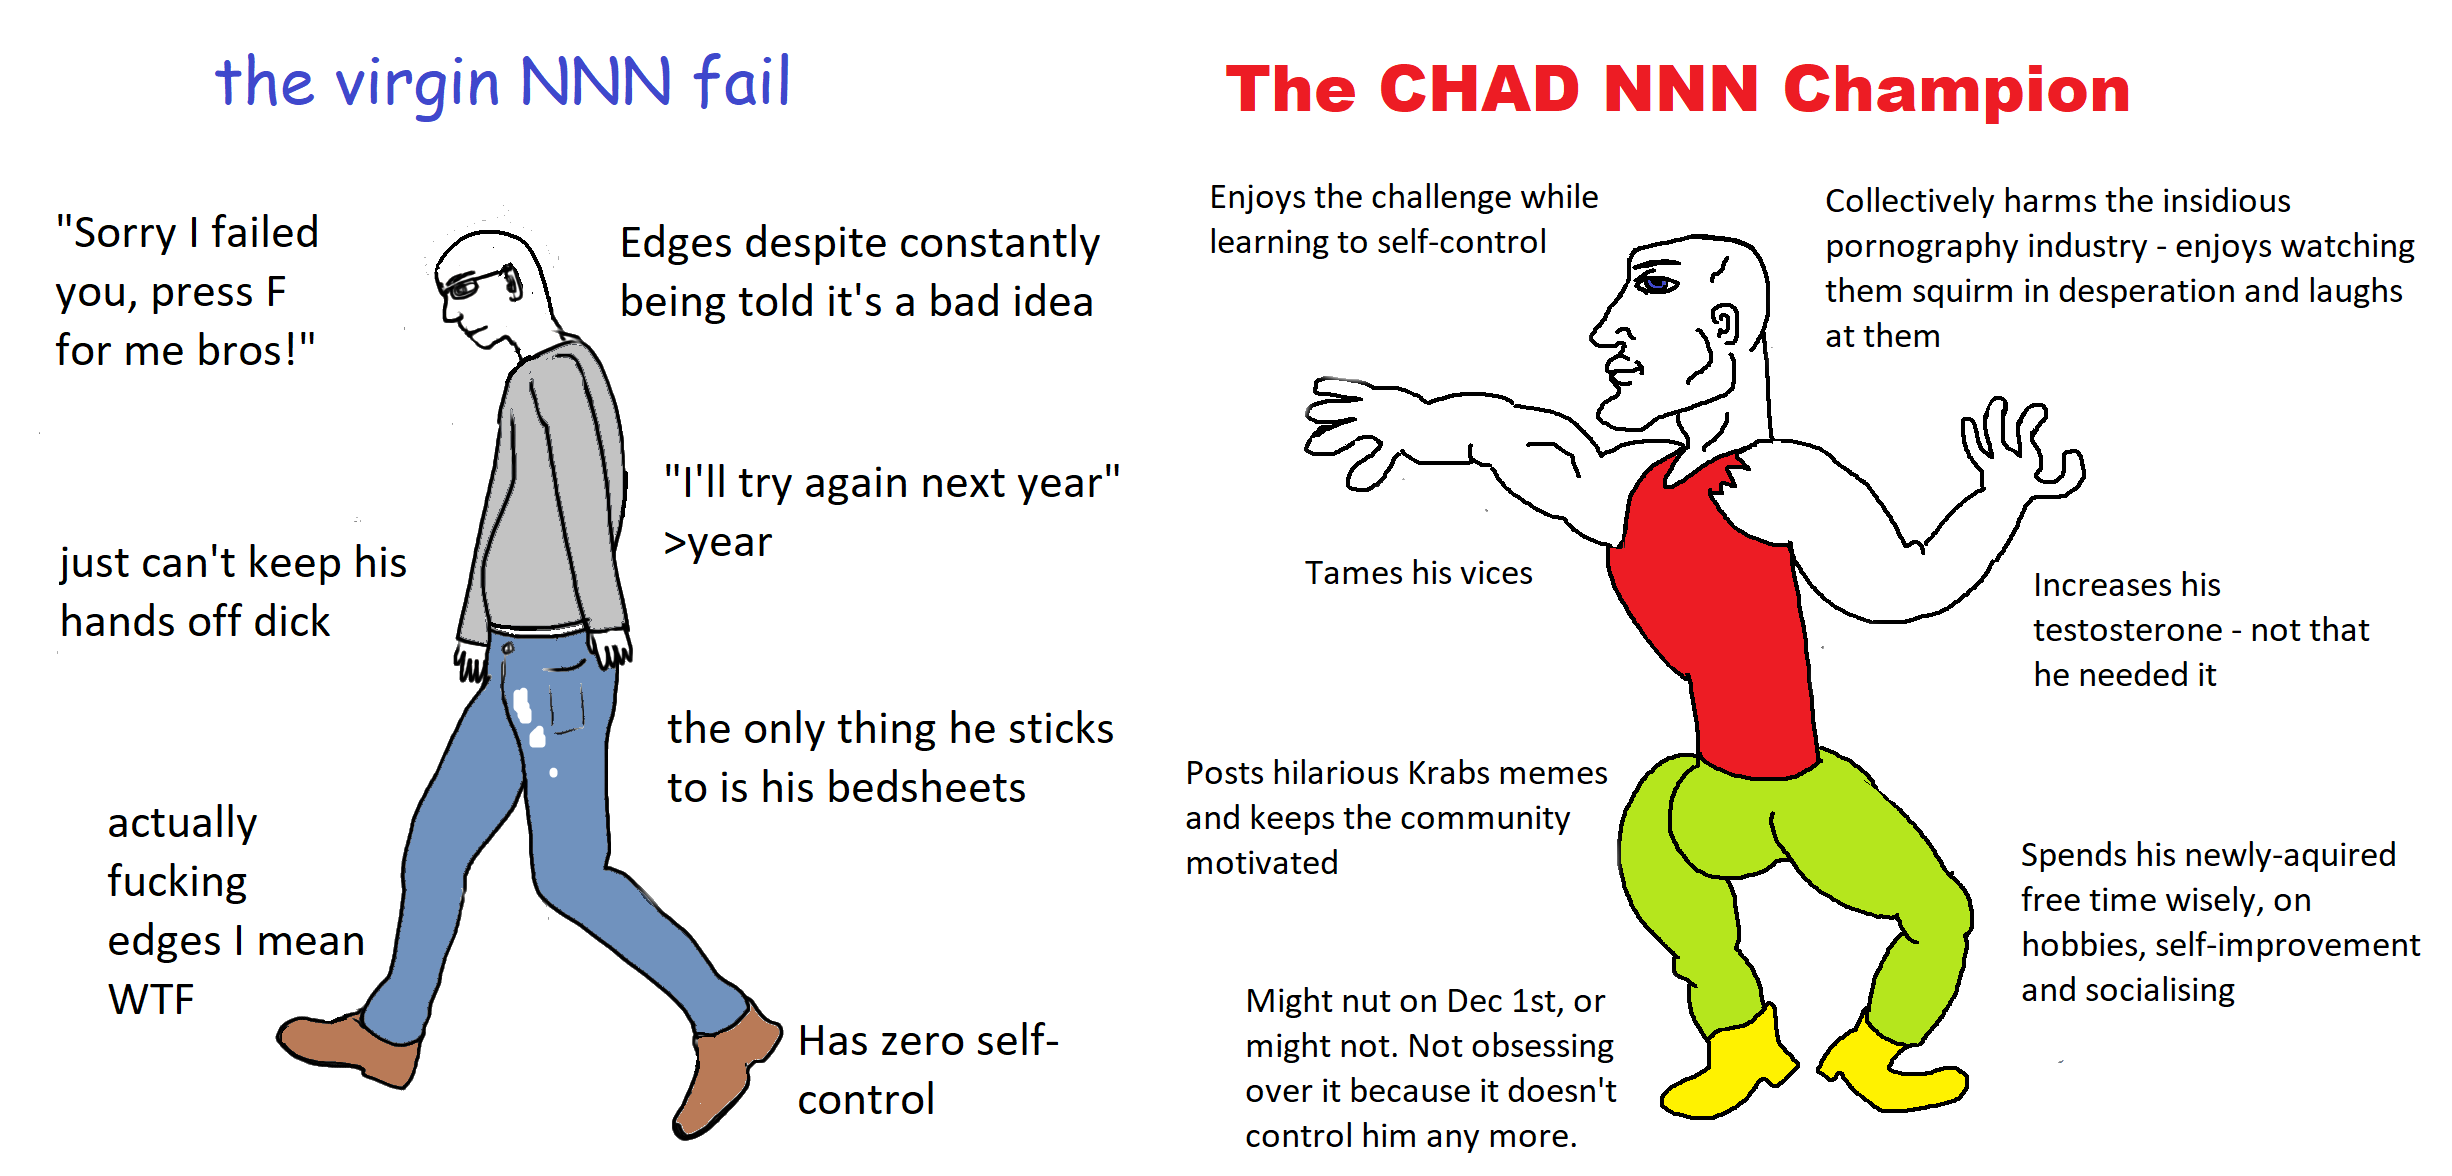 the virgin NNN fail
"Sorry I failed
you, press F
for me bros!"
Edges despite constantly
being told it's a bad idea
"I'll try again next year"
>year
just can't keep his
hands off dick
the only thing he sticks
to is his bedsheets
actually
fucking
edges I mean
WTF
Has zero self-
control
The CHAD NNN Champion
Enjoys the challenge while
learning to self-control
Collectively harms the insidious
pornography industry - enjoys watching
them squirm in desperation and laughs
at them
Tames his vices
Increases his
testosterone - not that
he needed it
Posts hilarious Krabs memes
and keeps the community
motivated
Spends his newly-aquired
free time wisely, on
hobbies, self-improvement
and socialising
Might nut on Dec 1st, or
might not. Not obsessing
over it because it doesn't
control him any more.